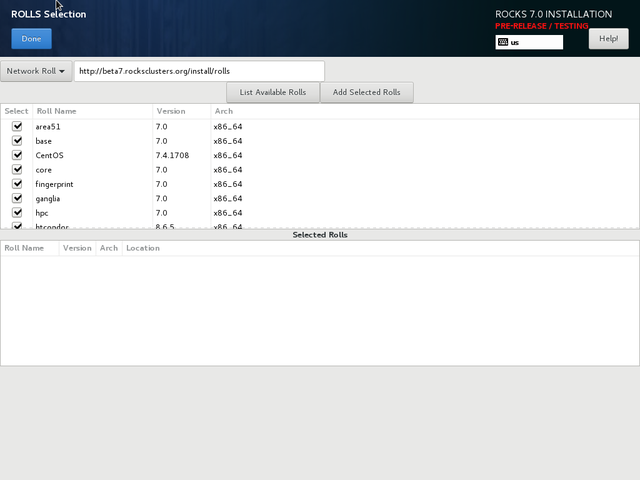 ROLLS Selection
ROCKS 7.0 INSTALLATION
PRE-RELEASE / TESTING
Done
us
Help!
Network Roll
http://beta7.rocksclusters.org/install/rolls
List Available Rolls
Add Selected Rolls
Select Roll Name Version Arch
area51 7.0 x86_64
base 7.0 x86_64
CentOS 7.4.1708 x86_64
core 7.0 x86_64
fingerprint 7.0 x86_64
ganglia 7.0 x86_64
hpc 7.0 x86_64
htcondor 8.6.5 x86_64
Selected Rolls
Roll Name Version Arch Location